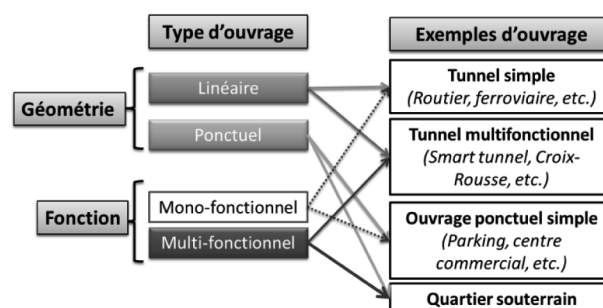 Type d'ouvrage
Exemples d'ouvrage
Géométrie
Linéaire
Ponctuel
Fonction
Mono-fonctionnel
Multi-fonctionnel
Tunnel simple
(Routier, ferroviaire, etc.)
Tunnel multifonctionnel
(Smart tunnel, Croix-
Rousse, etc.)
Ouvrage ponctuel simple
(Parking, centre
commercial, etc.)
Quartier souterrain